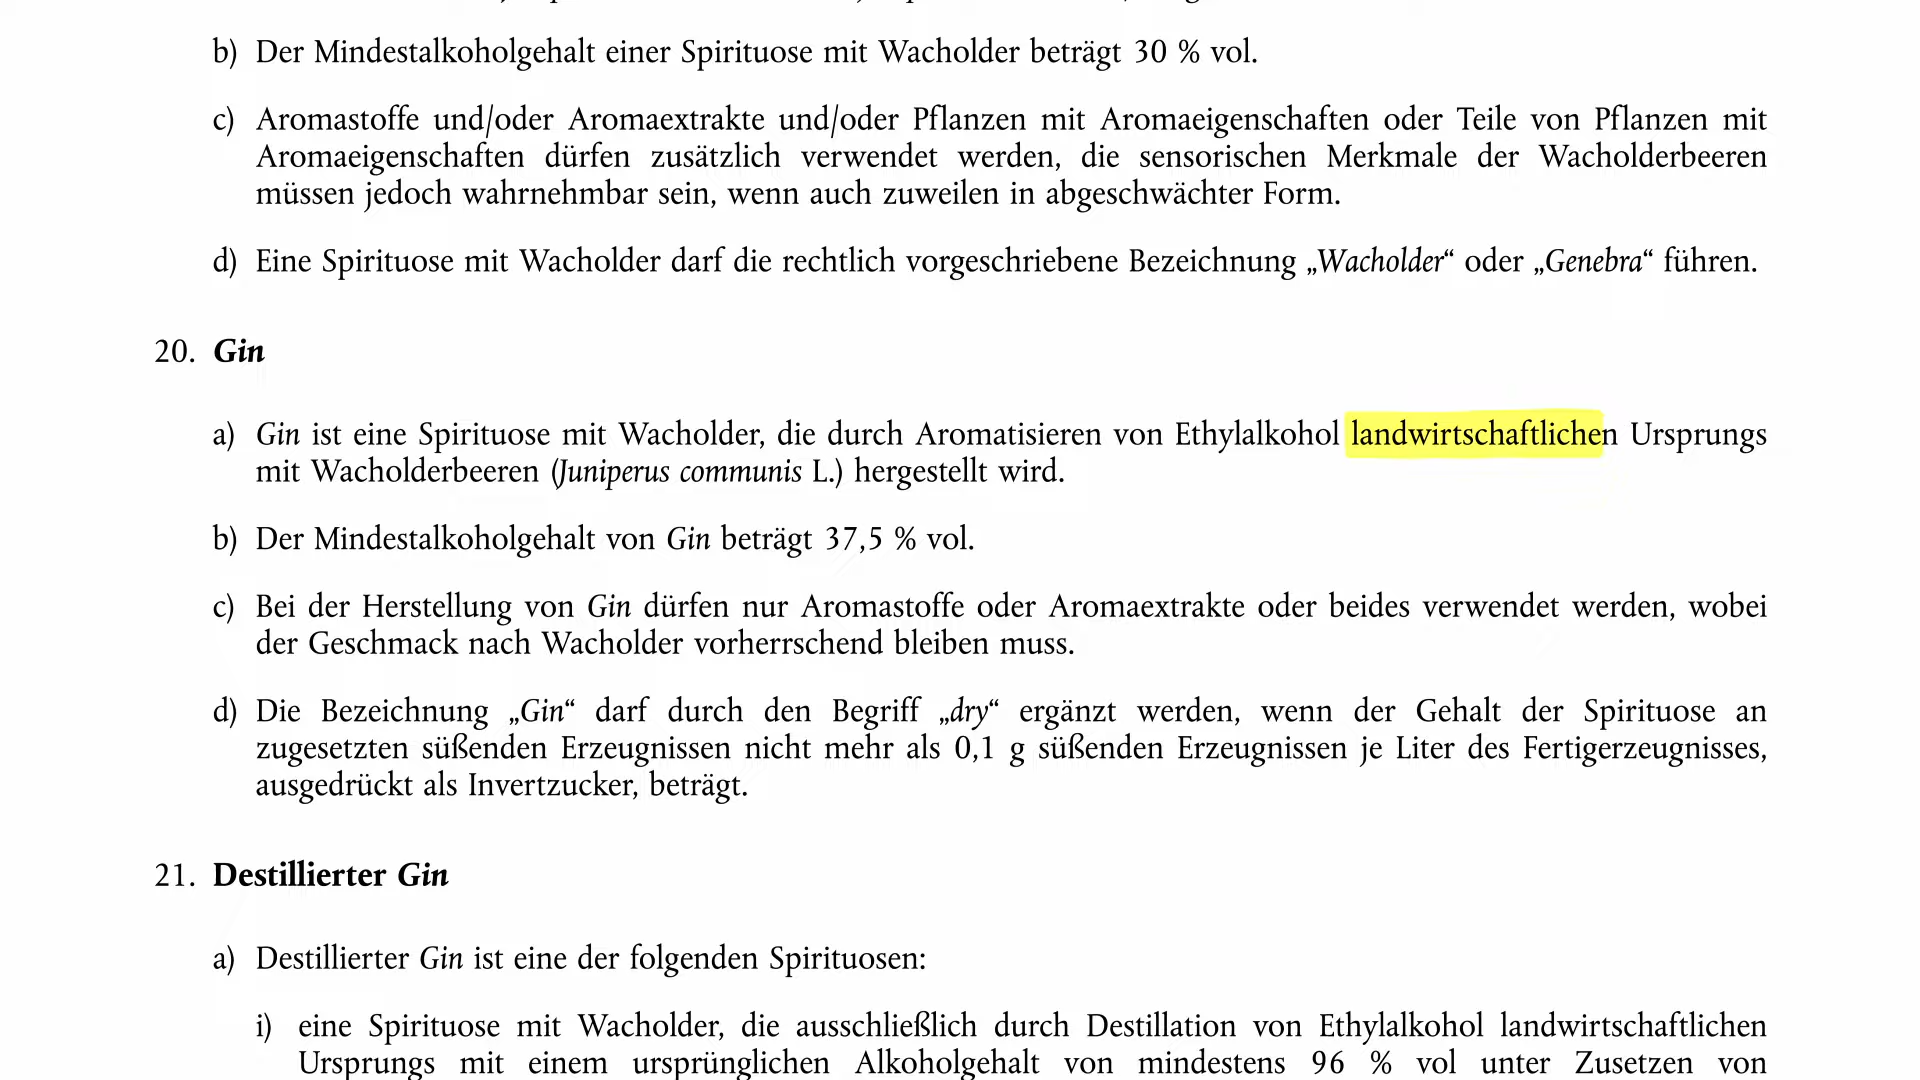 b) Der Mindestalkoholgehalt einer Spirituose mit Wacholder beträgt 30 % vol.
c) Aromastoffe und/oder Aromaextrakte und/oder Pflanzen mit Aromaeigenschaften oder Teile von Pflanzen mit
Aromaeigenschaften dürfen zusätzlich verwendet werden, die sensorischen Merkmale der Wacholderbeeren
müssen jedoch wahrnehmbar sein, wenn auch zuweilen in abgeschwächter Form.
d) Eine Spirituose mit Wacholder darf die rechtlich vorgeschriebene Bezeichnung „Wacholder“ oder „Genebra“ führen.
20. Gin
a) Gin ist eine Spirituose mit Wacholder, die durch Aromatisieren von Ethylalkohol landwirtschaftlichen Ursprungs
mit Wacholderbeeren (Juniperus communis L.) hergestellt wird.
b) Der Mindestalkoholgehalt von Gin beträgt 37,5 % vol.
c) Bei der Herstellung von Gin dürfen nur Aromastoffe oder Aromaextrakte oder beides verwendet werden, wobei
der Geschmack nach Wacholder vorherrschend bleiben muss.
d) Die Bezeichnung „Gin“ darf durch den Begriff „dry“ ergänzt werden, wenn der Gehalt der Spirituose an
zugesetzten süßenden Erzeugnissen nicht mehr als 0,1 g süßenden Erzeugnissen je Liter des Fertigerzeugnisses,
ausgedrückt als Invertzucker, beträgt.
21. Destillierter Gin
a) Destillierter Gin ist eine der folgenden Spirituosen:
i) eine Spirituose mit Wacholder, die ausschließlich durch Destillation von Ethylalkohol landwirtschaftlichen
Ursprungs mit einem ursprünglichen Alkoholgehalt von mindestens 96 % vol unter Zusetzen von